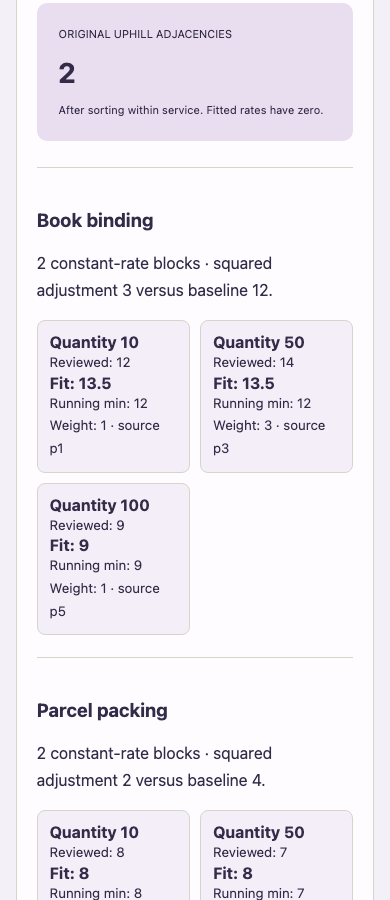 ORIGINAL UPHILL ADJACENCIES
2
After sorting within service. Fitted rates have zero.
Book binding
2 constant-rate blocks · squared
adjustment 3 versus baseline 12.
Quantity 10
Reviewed: 12
Fit: 13.5
Running min: 12
Weight: 1 · source
p1
Quantity 50
Reviewed: 14
Fit: 13.5
Running min: 12
Weight: 3 · source
p3
Quantity 100
Reviewed: 9
Fit: 9
Running min: 9
Weight: 1 · source
p5
Parcel packing
2 constant-rate blocks · squared
adjustment 2 versus baseline 4.
Quantity 10
Reviewed: 8
Fit: 8
Running min: 8
Quantity 50
Reviewed: 7
Fit: 8
Running min: 7